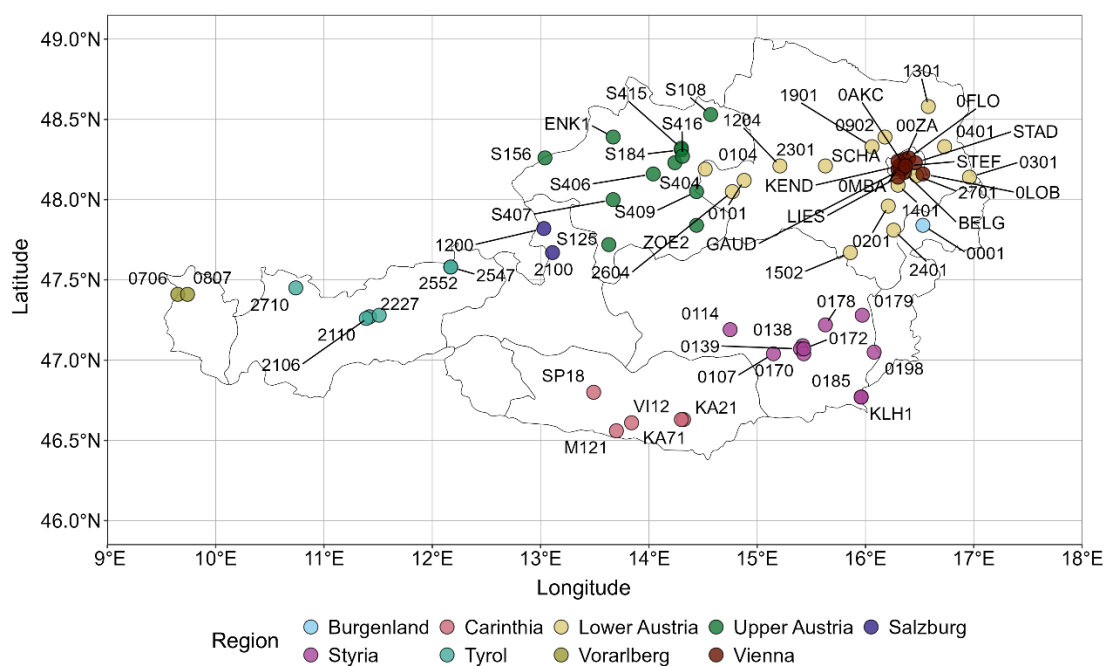 49.0°N
1301
S415
S108
0AKC
0FLO
1901
48.5°N
ENK1
S416
1204
0902
00ZA
0401
STAD
S156
S184
2301
0104
SCHA
STEF
0301
KEND
S406
S404
0MBA
2701
0LOB
48.0°N
S407
S409
0101
LIES
1401
BELG
1200
S125
ZOE2
GAUD
0201
0001
2100
2604
1502
2401
47.5°N
0706
0807
2552
2547
2710
2227
0178
0179
0114
2110
0138
0139
0172
47.0°N
2106
0107
0170
0198
SP18
0185
VI12
KA21
KLH1
46.5°N
M121
KA71
46.0°N
9°E 10°E 11°E 12°E 13°E 14°E 15°E 16°E 17°E 18°E
Longitude
Latitude
Region
Burgenland Carinthia Lower Austria Upper Austria Salzburg
Styria Tyrol Vorarlberg Vienna